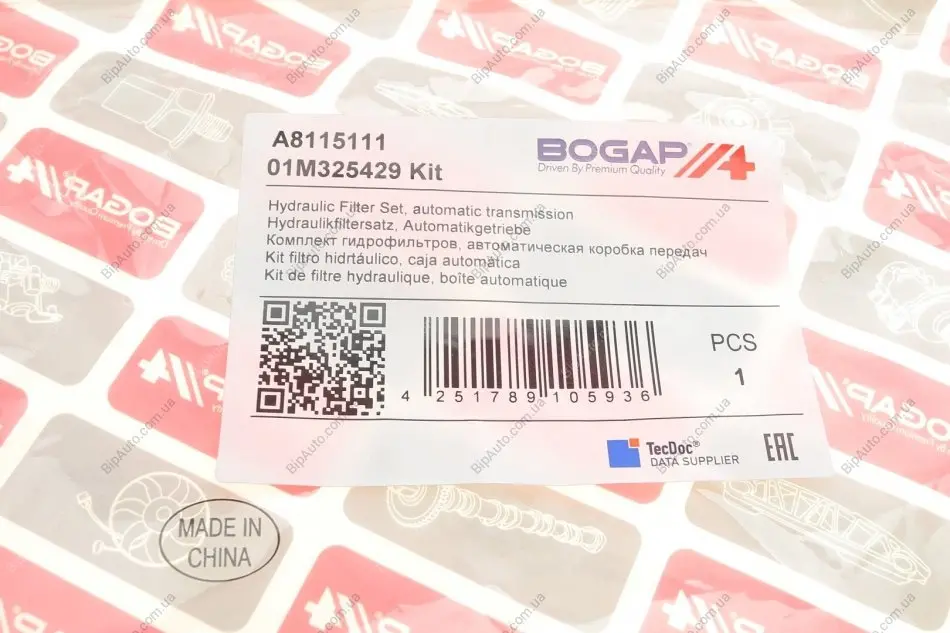 A8115111
01M325429 Kit
BOGAP
Driven By Premium Quality
Hydraulic Filter Set, automatic transmission
Hydraulikfiltersatz, Automatikgetriebe
Комплект гидрофильтров, автоматическая коробка передач
Kit filtro hidrtáulico, caja automática
Kit de filtre hydraulique, boîte automatique
4 251789 105936
PCS
1
TecDoc®
DATA SUPPLIER
EAC
MADE IN
CHINA
BipAuto.com.ua